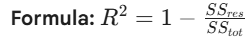 Formula: $R^2 = 1 - \frac{SS_{res}}{SS_{tot}}$